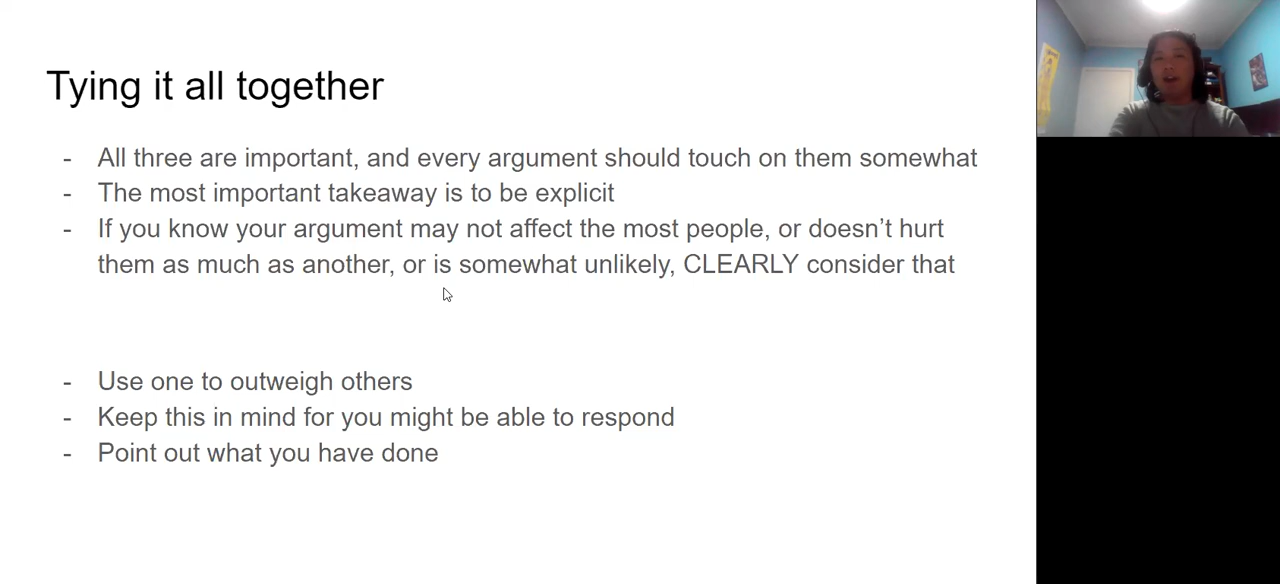 Tying it all together
- All three are important, and every argument should touch on them somewhat
- The most important takeaway is to be explicit
- If you know your argument may not affect the most people, or doesn’t hurt
them as much as another, or is somewhat unlikely, CLEARLY consider that
- Use one to outweigh others
- Keep this in mind for you might be able to respond
- Point out what you have done